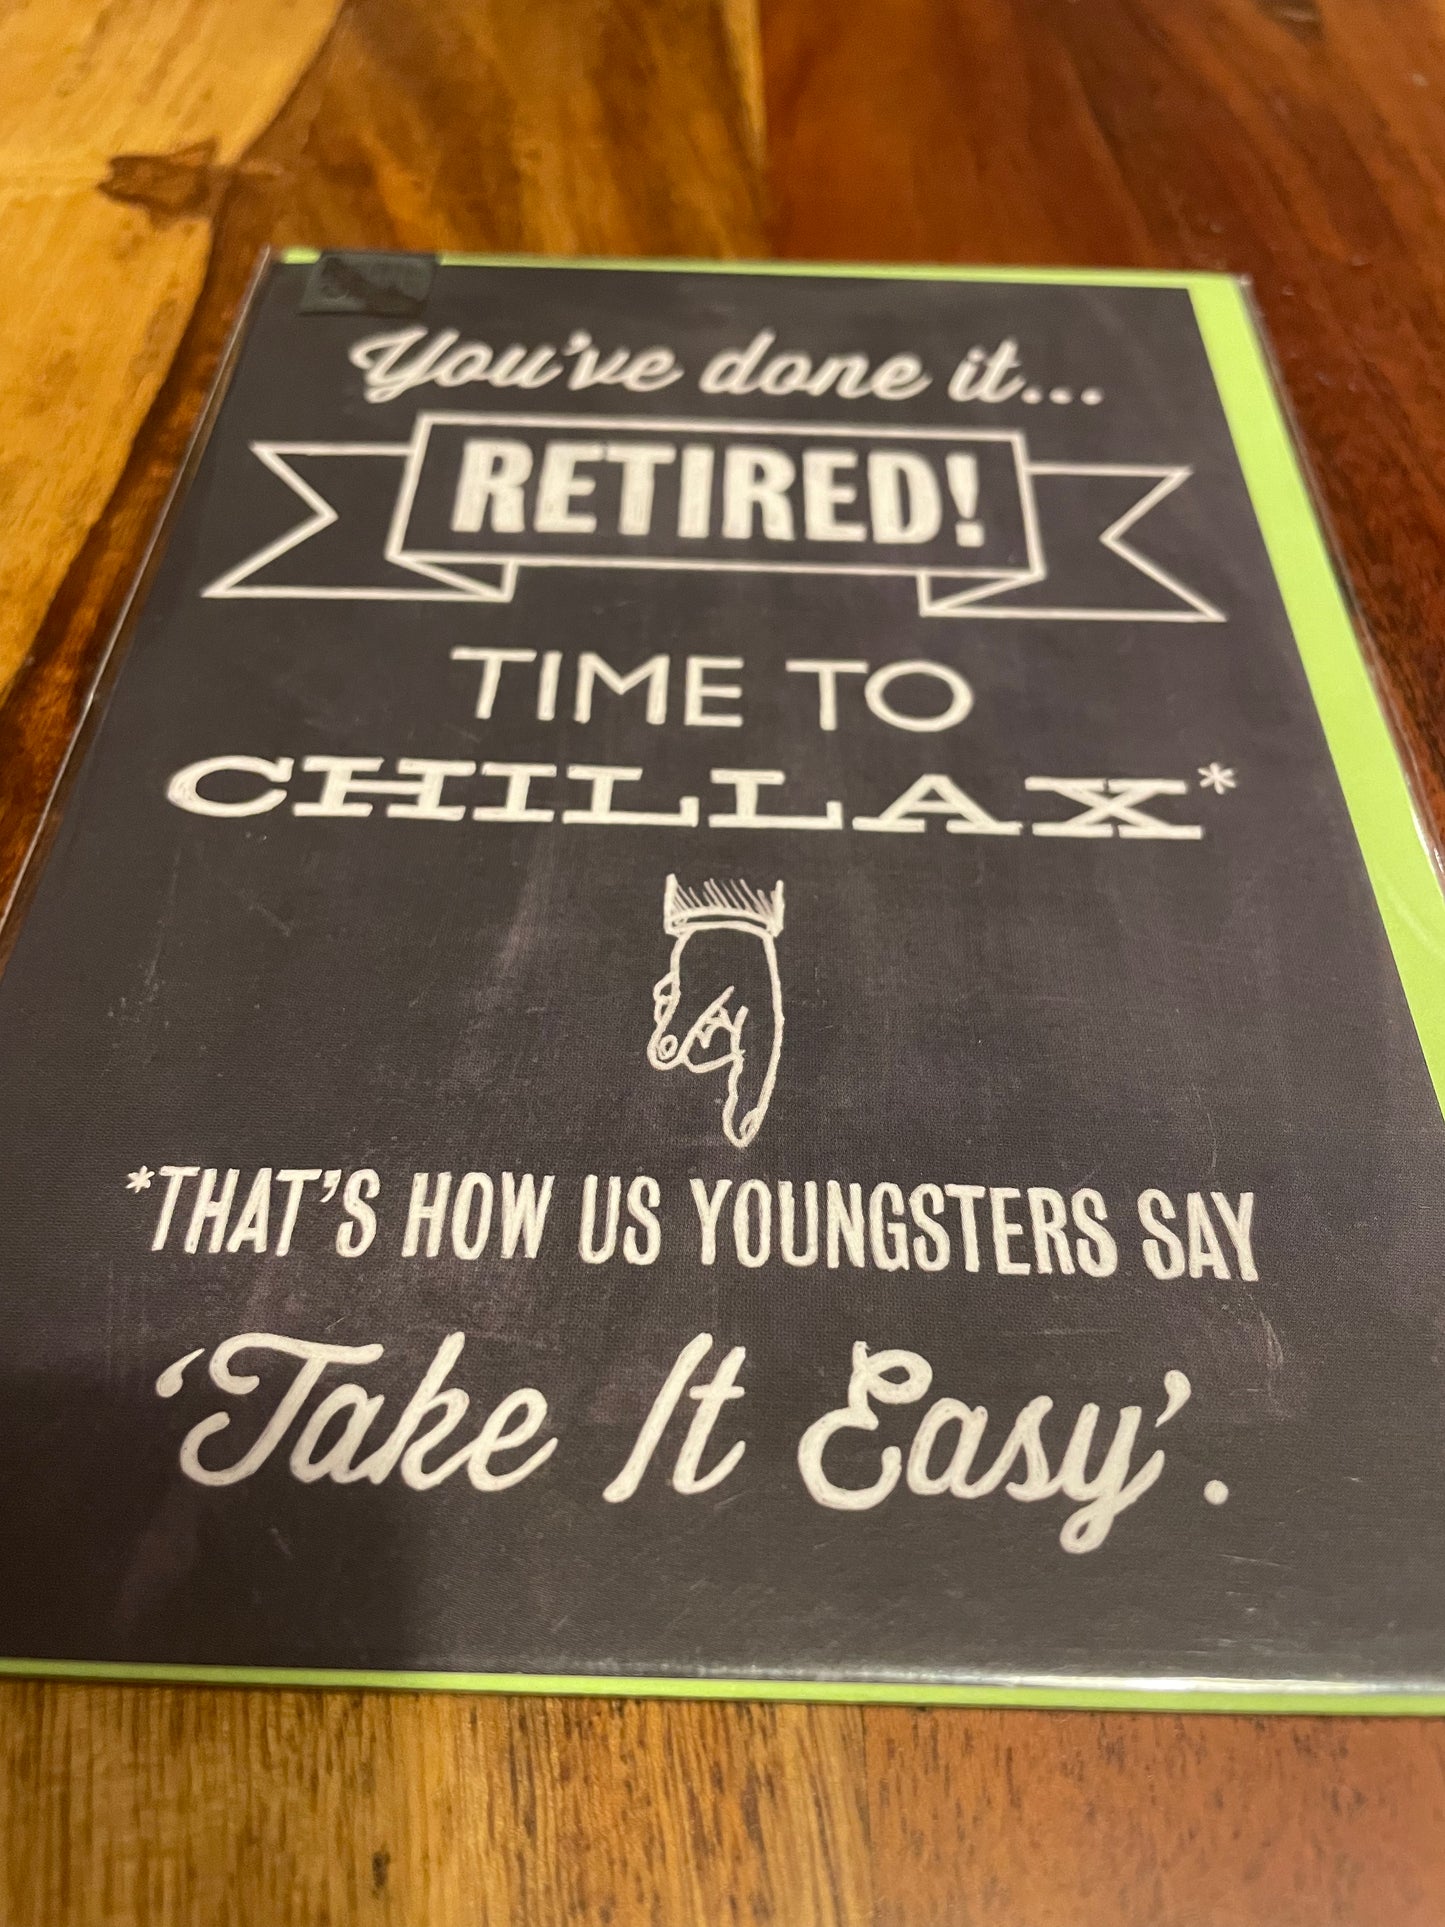 You've done it...
RETIRED!
TIME TO
CHILLAX*
*THAT'S HOW US YOUNGSTERS SAY
'Take It Easy'.